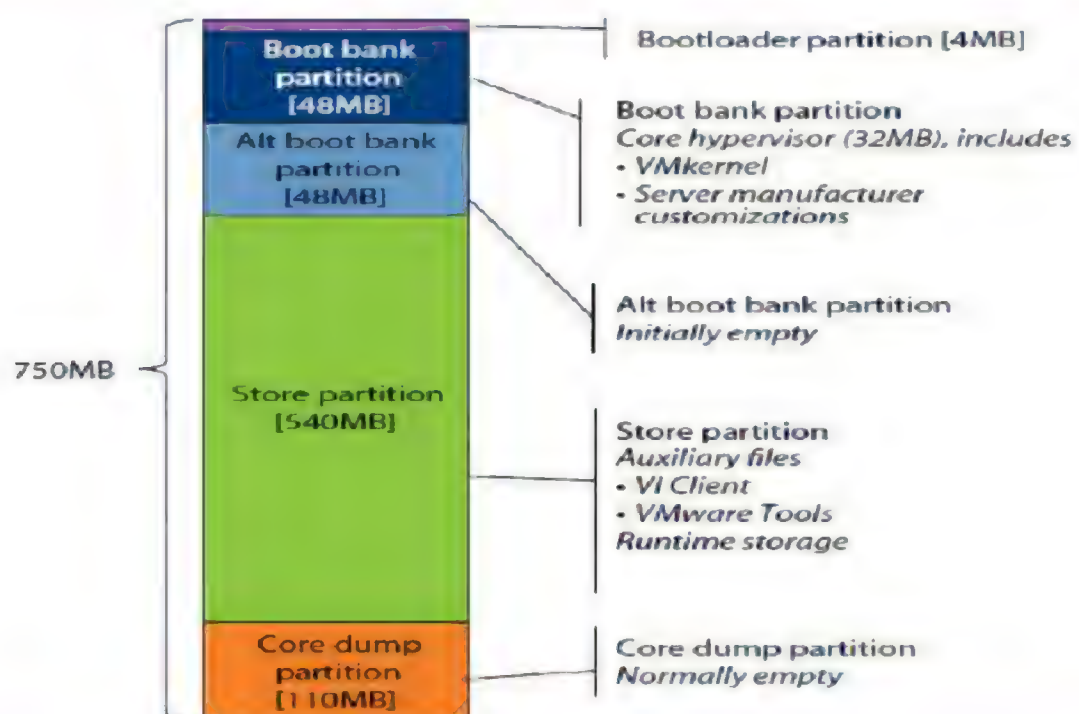 750MB
Boot bank
partition
[48MB]
Alt boot bank
partition
[48MB]
Store partition
[540MB]
Core dump
partition
[110MB]
Bootloader partition [4MB]
Boot bank partition
Core hypervisor (32MB), includes
• VMkernel
• Server manufacturer
customizations
Alt boot bank partition
Initially empty
Store partition
Auxiliary files
• VI Client
• VMware Tools
Runtime storage
Core dump partition
Normally empty